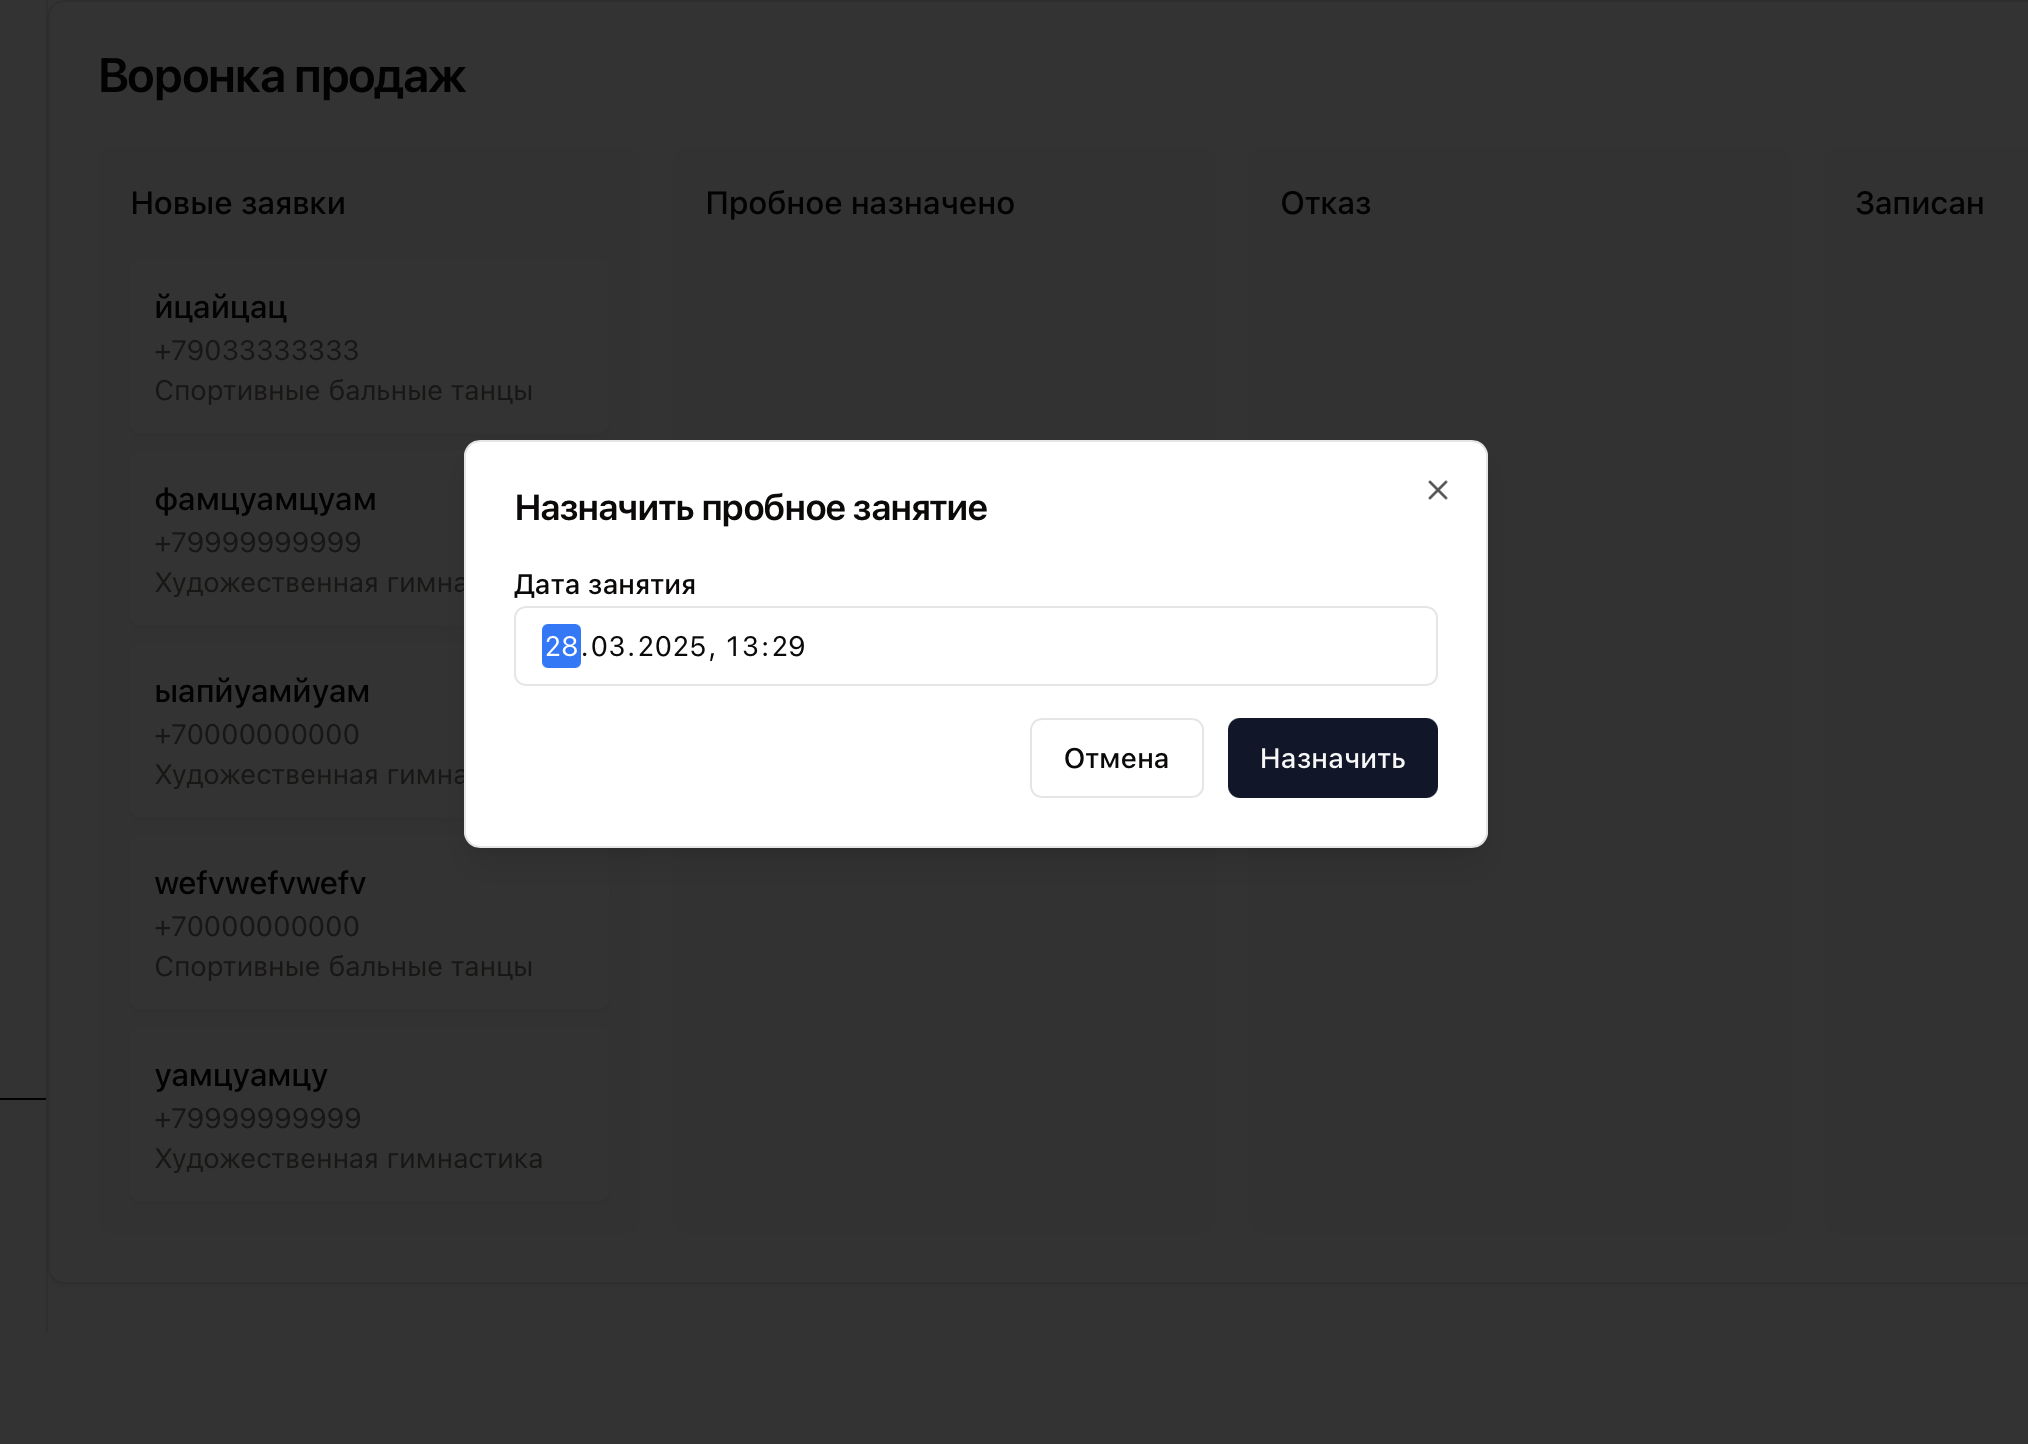 Воронка продаж
Новые заявки
йцайцац
+79033333333
Спортивные бальные танцы
фамцуамцуам
+79999999999
Художественная гимна
ыапйуамйуам
+70000000000
Художественная гимна
wefvwefvwefv
+70000000000
Спортивные бальные танцы
уамцуамцу
+79999999999
Художественная гимнастика
Пробное назначено
Отказ
Записан
Назначить пробное занятие
Дата занятия
28.03.2025, 13:29
Отмена
Назначить